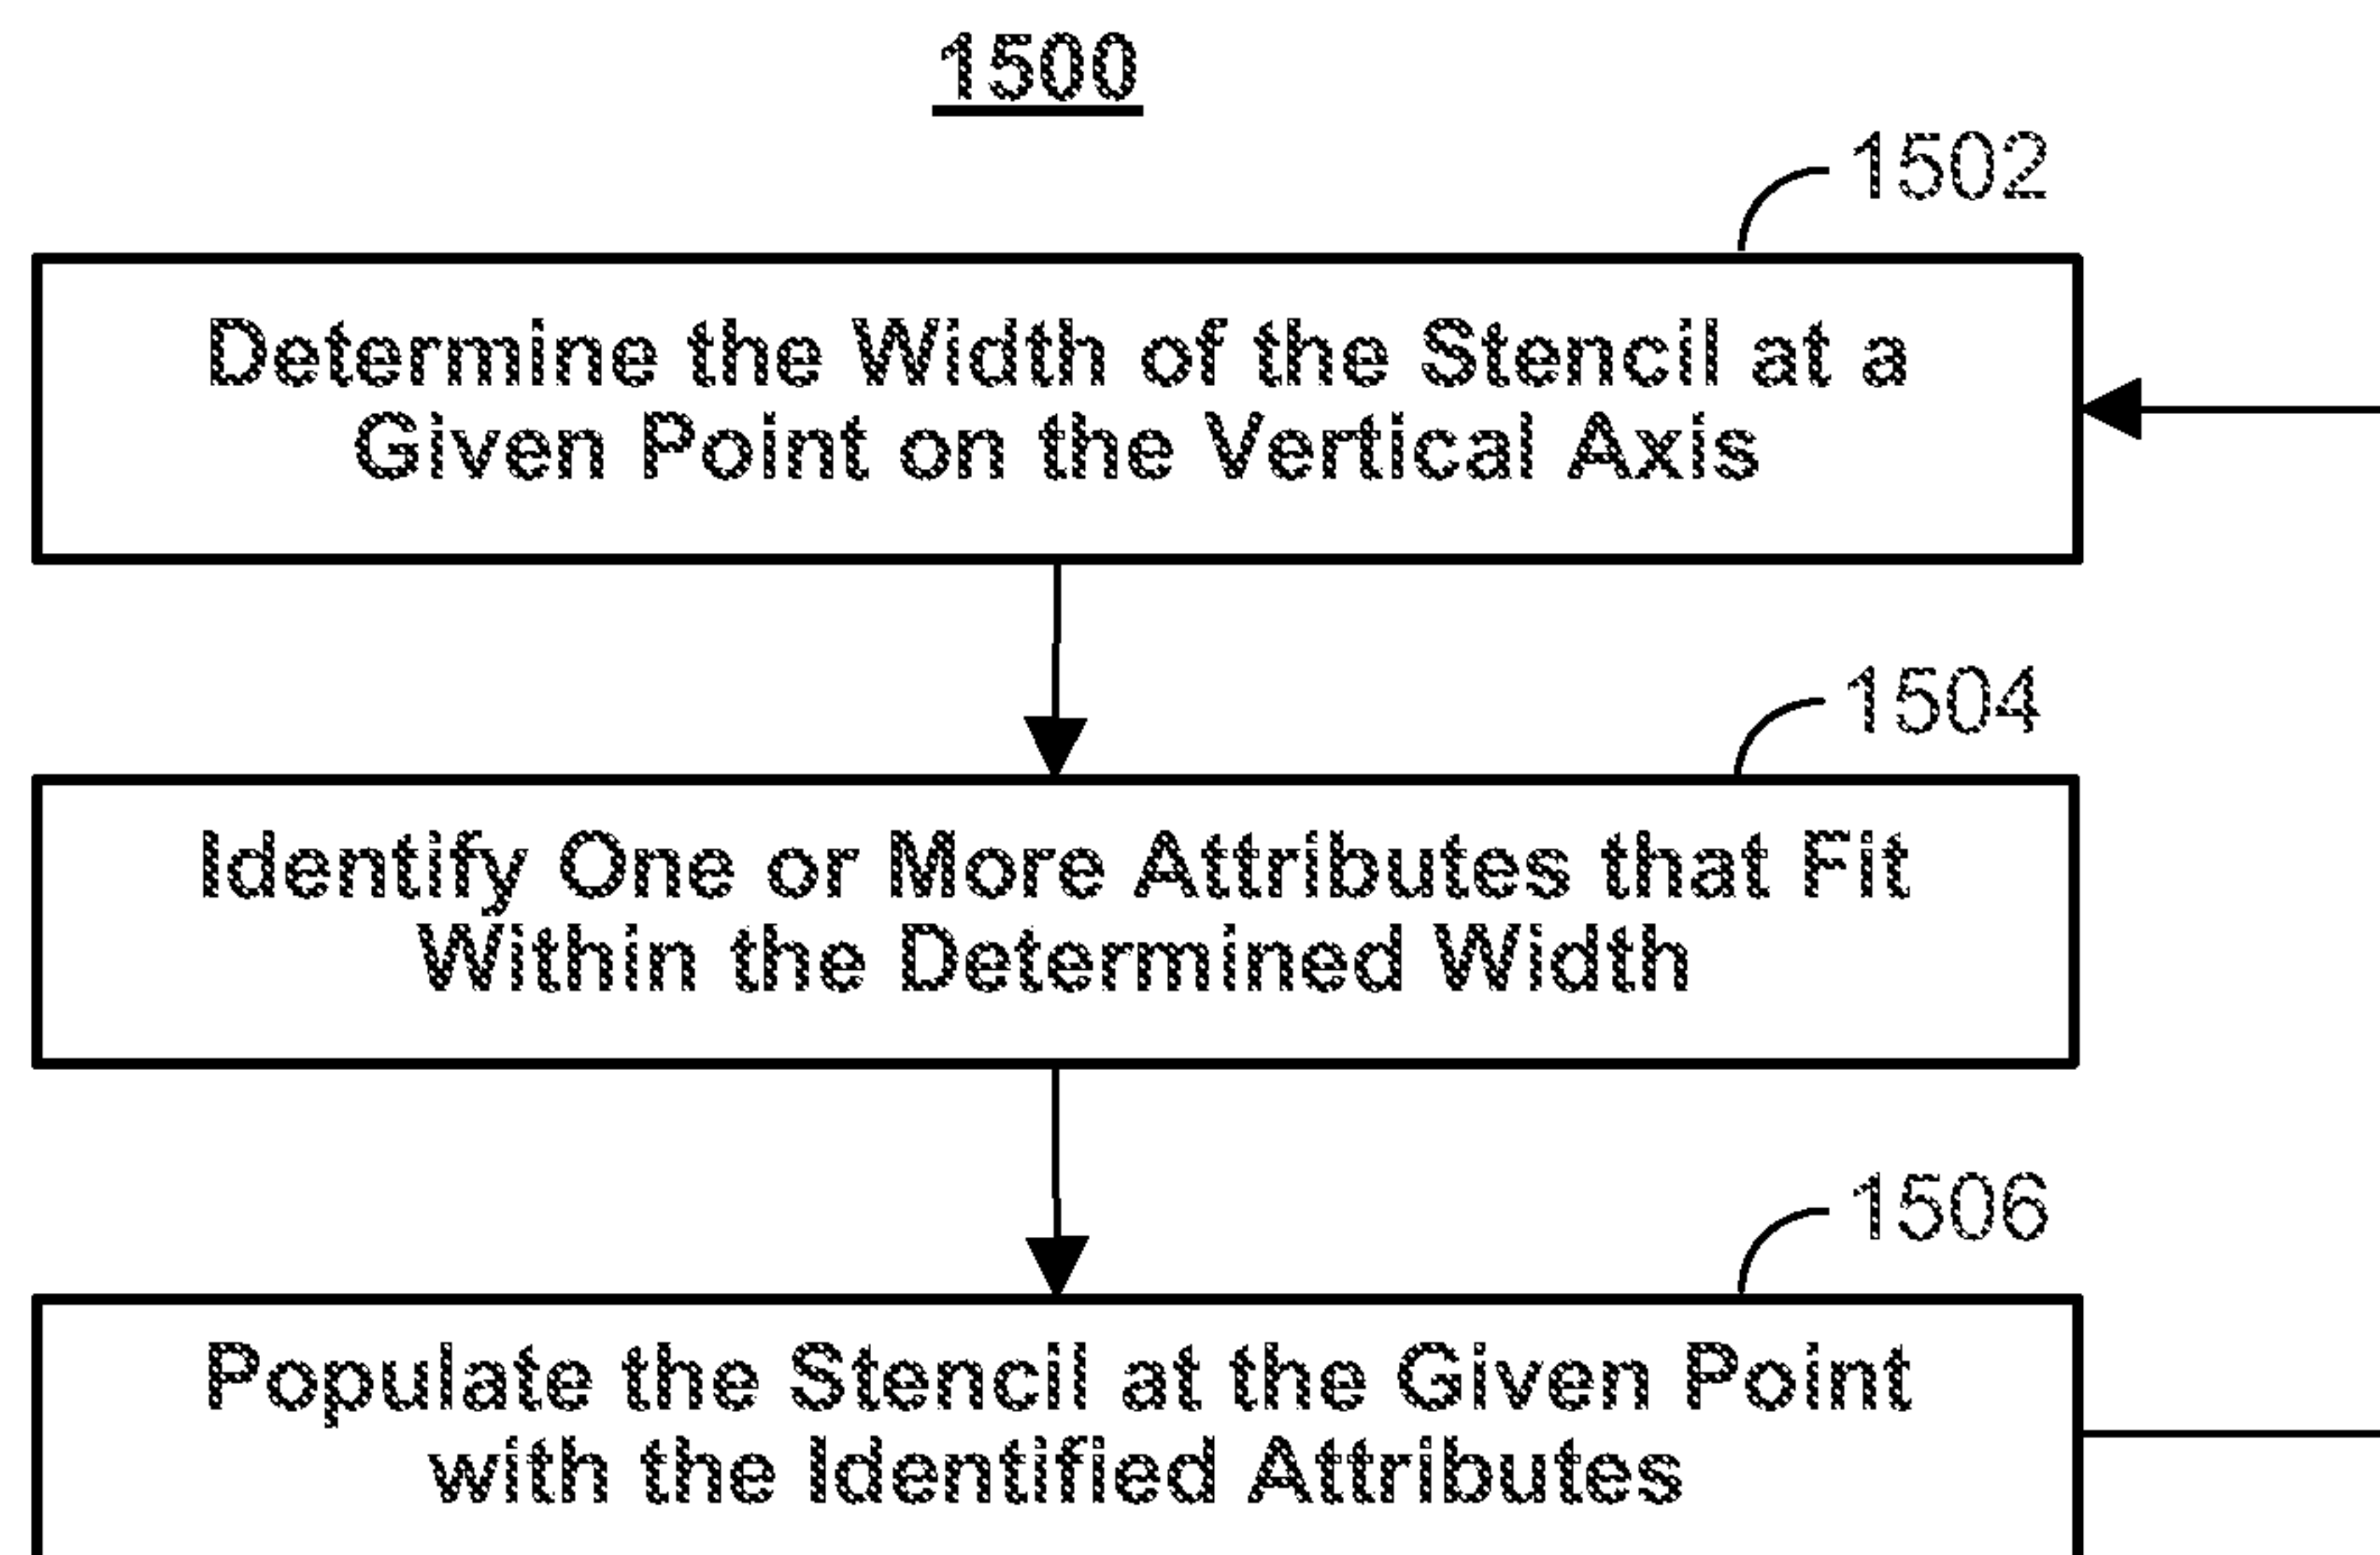 1500
1502
Determine the Width of the Stencil at a
Given Point on the Vertical Axis
1504
Identify One or More Attributes that Fit
Within the Determined Width
1506
Populate the Stencil at the Given Point
with the Identified Attributes